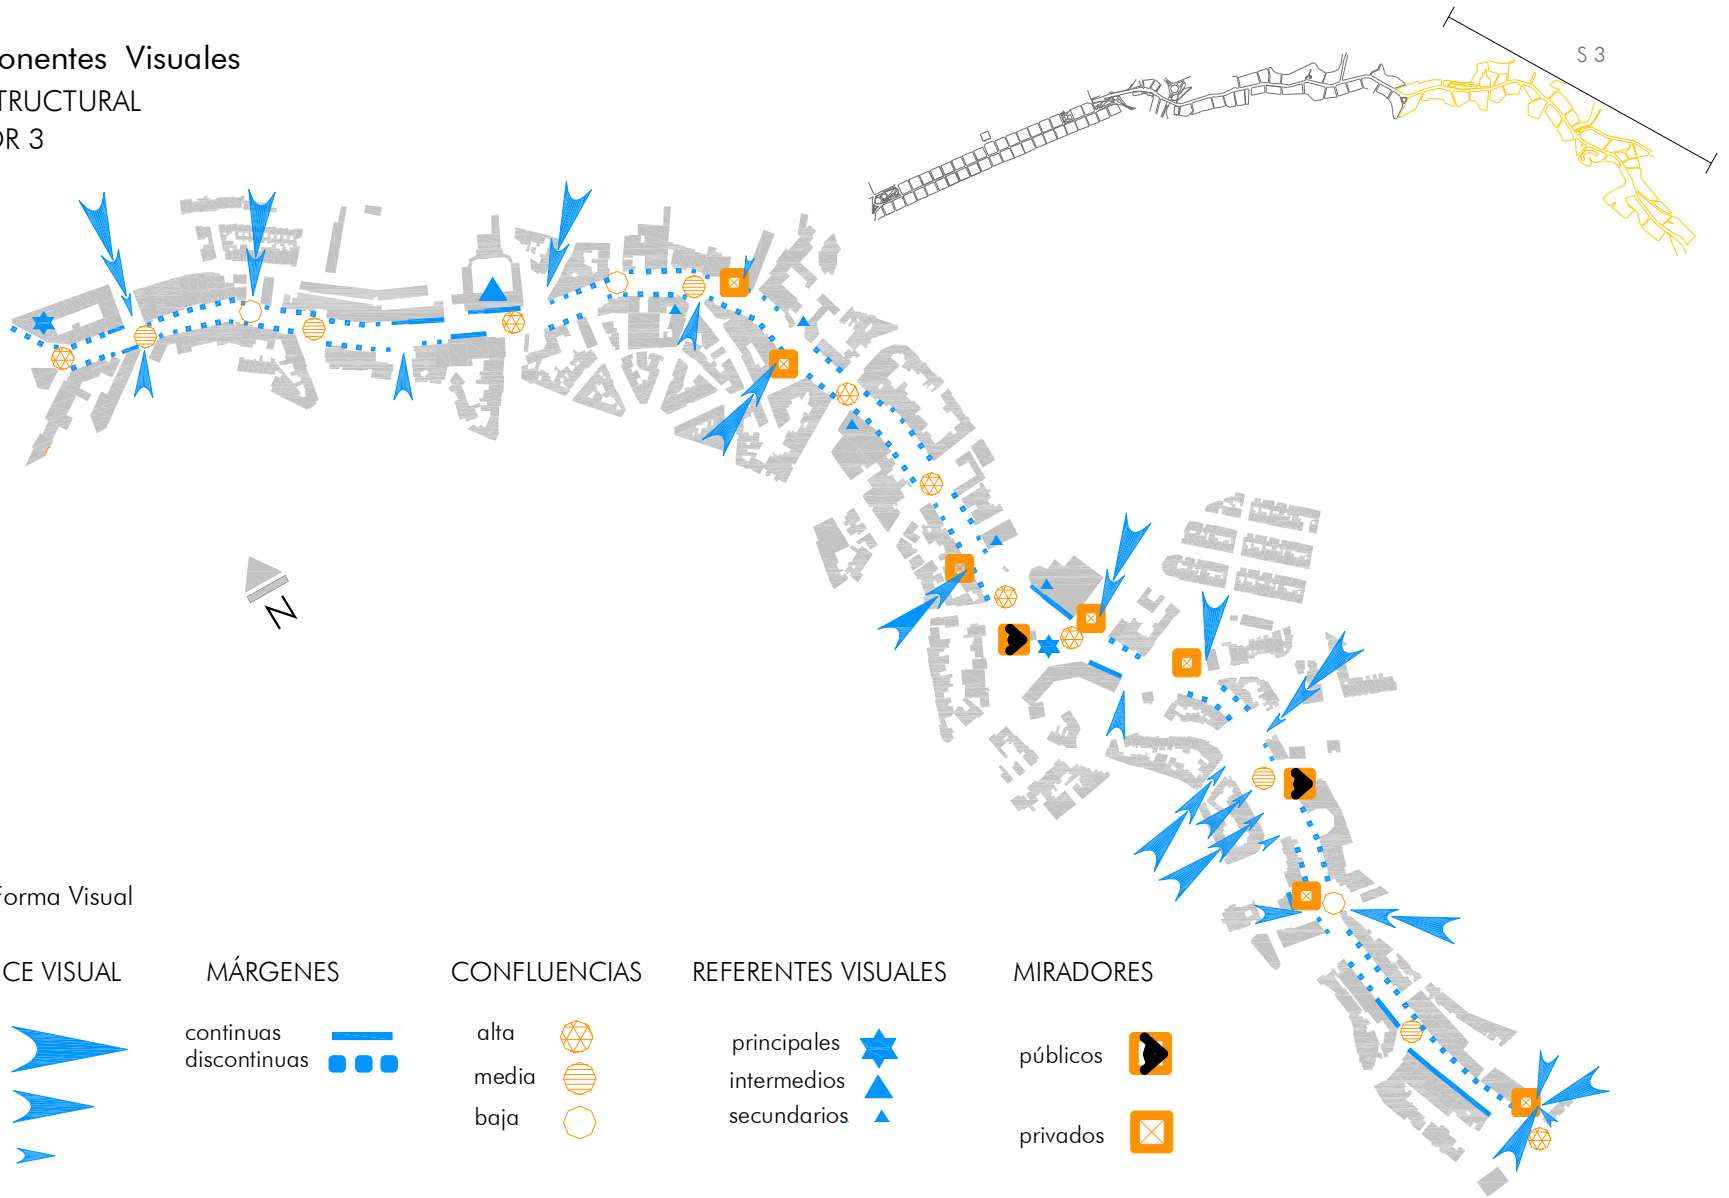 onentes Visuales
TRUCTURAL
OR 3
S 3
N
orma Visual
CE VISUAL
MÁRGENES
continuas
discontinuas
CONFLUENCIAS
alta
media
baja
REFERENTES VISUALES
principales
intermedios
secundarios
MIRADORES
públicos
privados